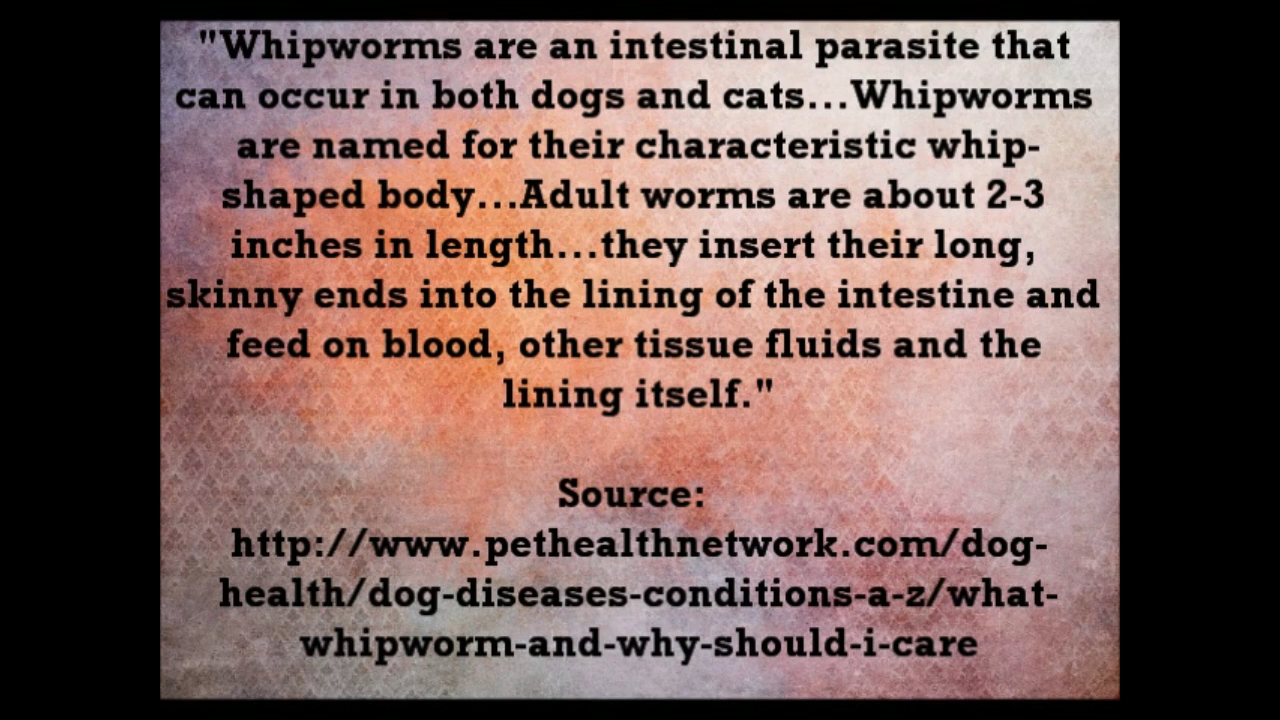 "Whipworms are an intestinal parasite that
can occur in both dogs and cats...Whipworms
are named for their characteristic whip-
shaped body...Adult worms are about 2-3
inches in length...they insert their long,
skinny ends into the lining of the intestine and
feed on blood, other tissue fluids and the
lining itself."
Source:
http://www.pethealthnetwork.com/dog-
health/dog-diseases-conditions-a-z/what-
whipworm-and-why-should-i-care